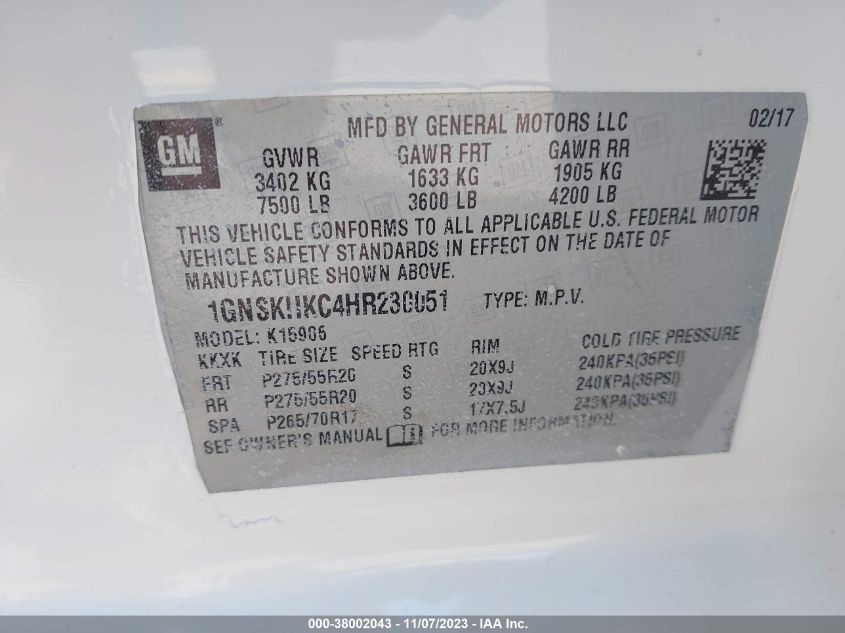 GM ®
MFD BY GENERAL MOTORS LLC
02/17
GVWR GAWR FRT GAWR RR
3402 KG 1633 KG 1905 KG
7500 LB 3600 LB 4200 LB
THIS VEHICLE CONFORMS TO ALL APPLICABLE U.S. FEDERAL MOTOR
VEHICLE SAFETY STANDARDS IN EFFECT ON THE DATE OF
MANUFACTURE SHOWN ABOVE.
1GNSKHKC4HR230051 TYPE: M.P.V.
MODEL: K15906
TIRE SIZE SPEED RTG RIM COLD TIRE PRESSURE
FRT P275/55R20 S 20X9J 240KPA(35PSI)
RR P275/55R20 S 20X9J 240KPA(35PSI)
SPA P265/70R17 S 17X7.5J 240KPA(35PSI)
SEE OWNER'S MANUAL FOR MORE INFORMATION.
000-38002043 - 11/07/2023 - IAA Inc.